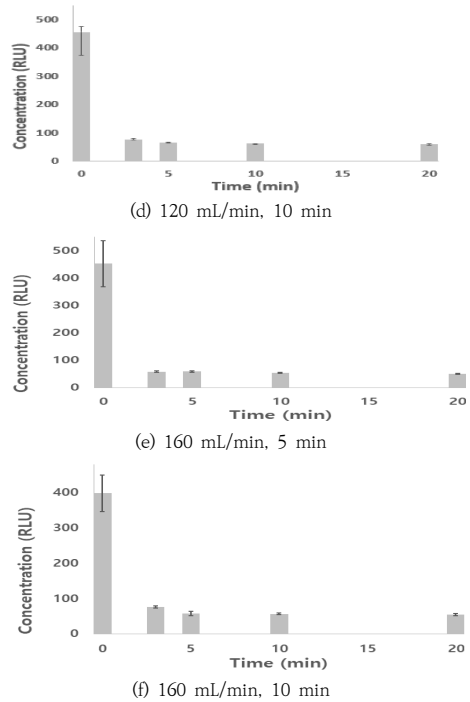 500
400
300
200
100
0
Concentration (RLU)
0 5 10 15 20
Time (min)
(d) 120 mL/min, 10 min
500
400
300
200
100
0
Concentration (RLU)
0 5 10 15 20
Time (min)
(e) 160 mL/min, 5 min
400
300
200
100
0
Concentration (RLU)
0 5 10 15 20
Time (min)
(f) 160 mL/min, 10 min